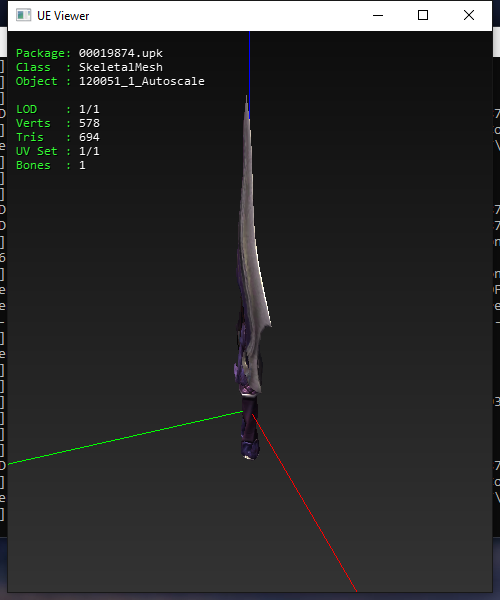 UE Viewer
Package: 00019874.upk
Class : SkeletalMesh
Object : 120051_1_Autoscale
LOD : 1/1
Verts : 578
Tris : 694
UV Set : 1/1
Bones : 1